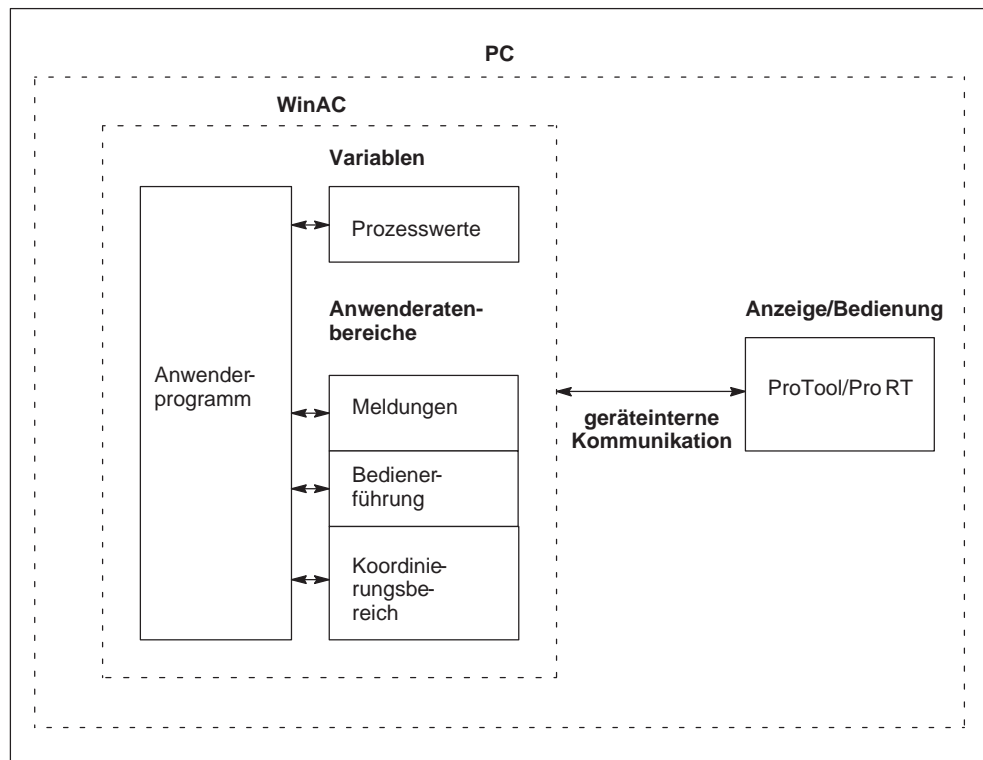 PC
WinAC
Variablen
Prozesswerte
Anwenderaten-
bereiche
Anwender-
programm
Meldungen
Bediener-
führung
Koordinie-
rungsbe-
reich
geräteinterne
Kommunikation
Anzeige/Bedienung
ProTool/Pro RT